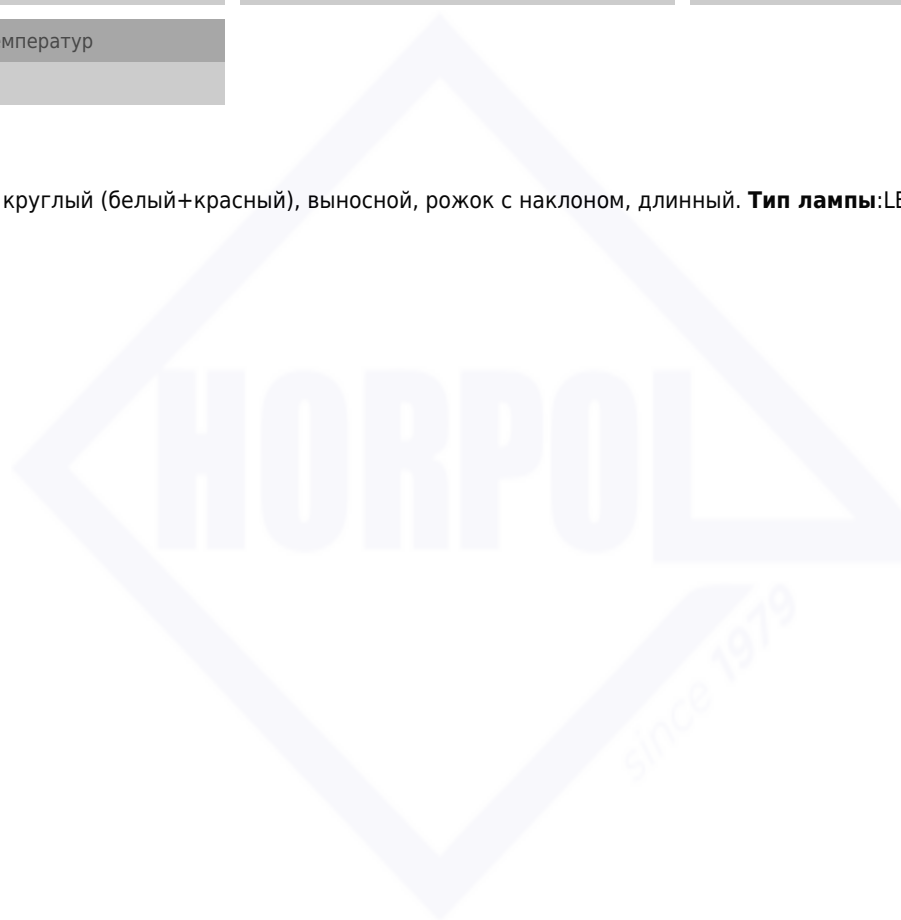 мператур
круглый (белый+красный), выносной, рожок с наклоном, длинный. Тип лампы:LE
HORPOL
since 1979